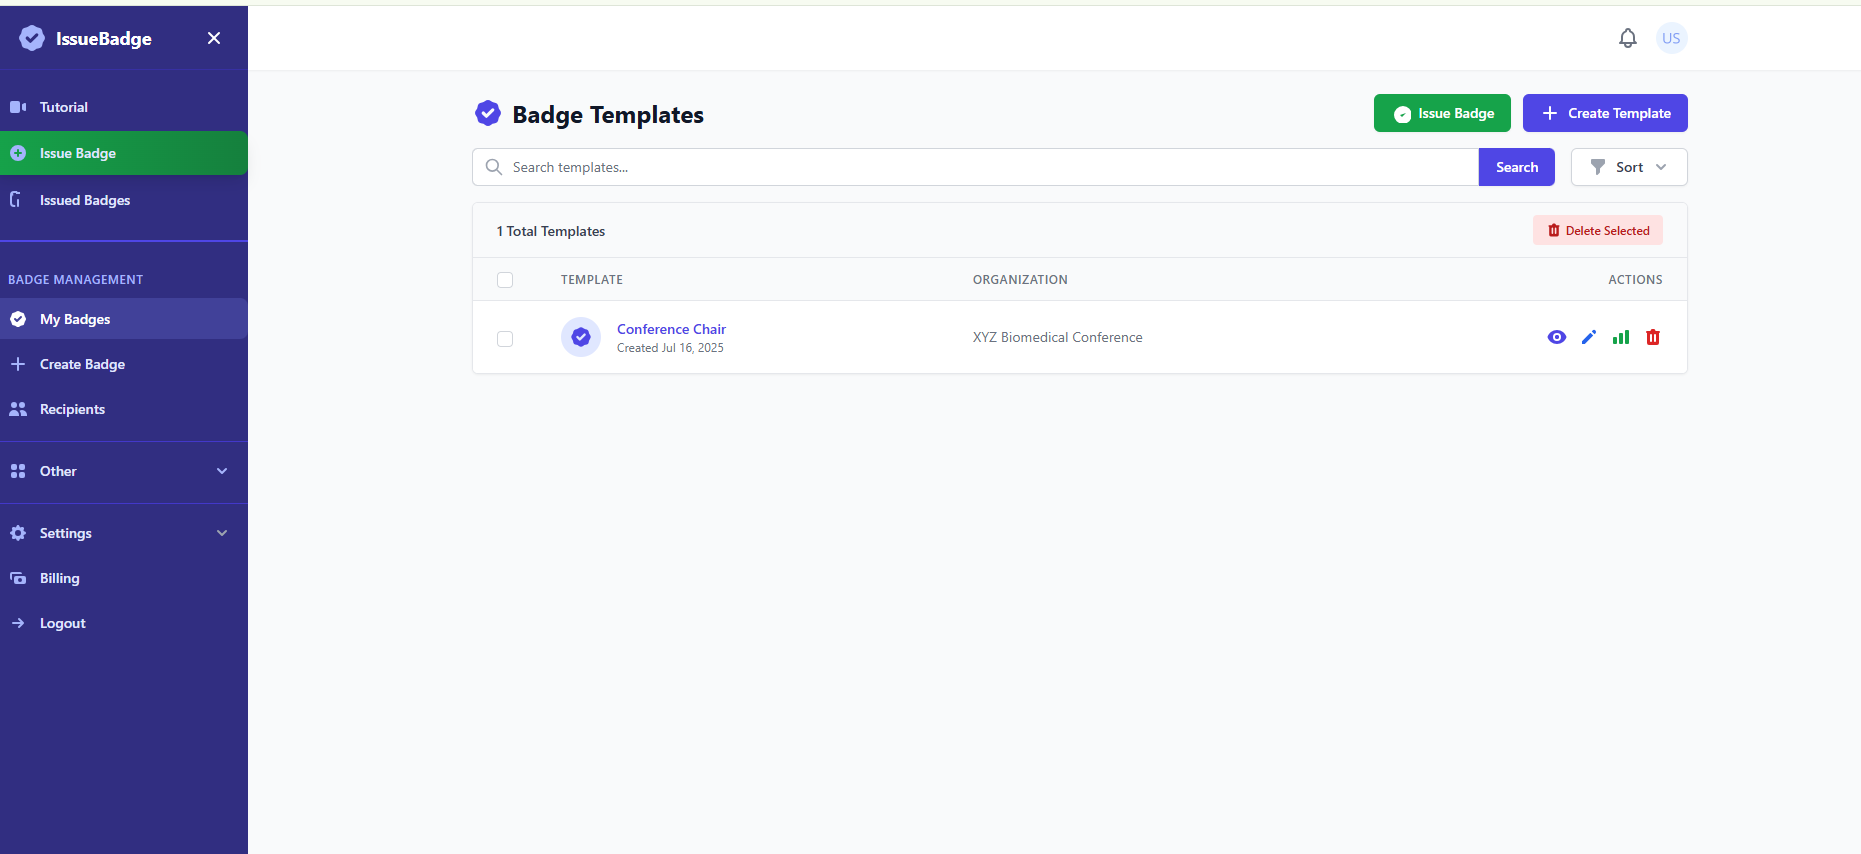 IssueBadge
Tutorial
Issue Badge
Issued Badges
BADGE MANAGEMENT
My Badges
Create Badge
Recipients
Other
Settings
Billing
Logout
US
Badge Templates
Issue Badge
Create Template
Search templates...
Search
Sort
1 Total Templates
Delete Selected
TEMPLATE
ORGANIZATION
ACTIONS
Conference Chair
Created Jul 16, 2025
XYZ Biomedical Conference